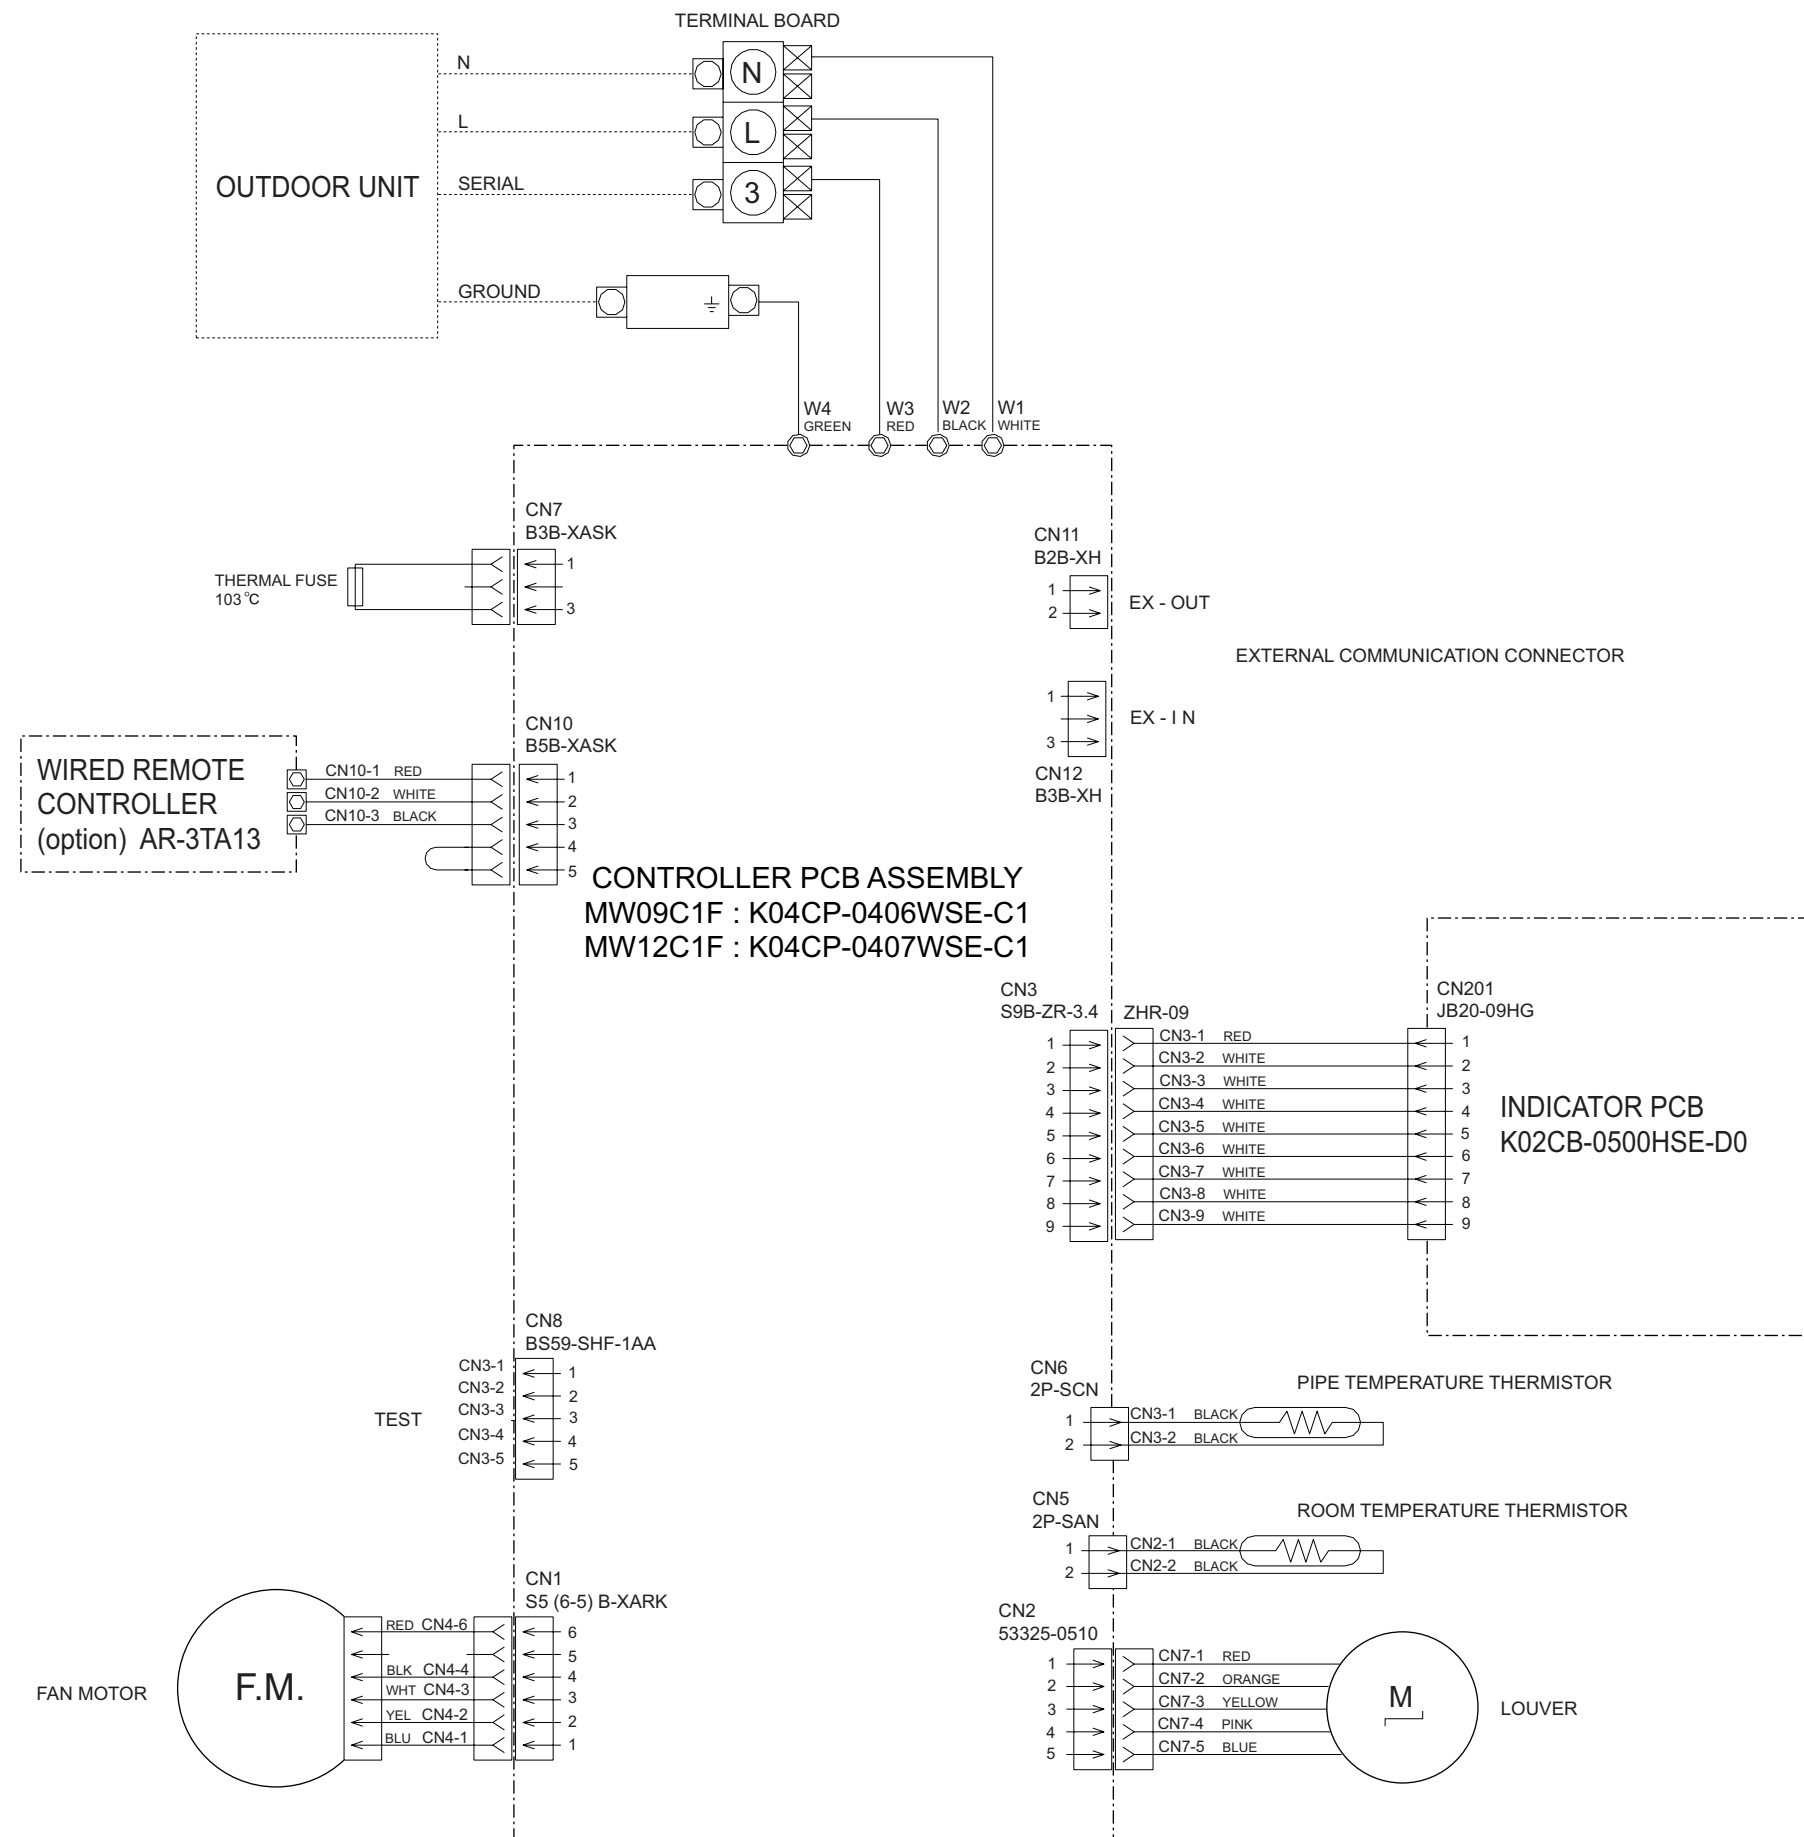 TERMINAL BOARD
N
N
L
L
OUTDOOR UNIT
SERIAL
3
GROUND
W4
GREEN
W3
RED
W2
BLACK
W1
WHITE
CN7
B3B-XASK
THERMAL FUSE
103°C
1
3
CN11
B2B-XH
1
2
EX - OUT
EXTERNAL COMMUNICATION CONNECTOR
1
3
EX - I N
CN12
B3B-XH
CN10
B5B-XASK
WIRED REMOTE
CONTROLLER
(option) AR-3TA13
CN10-1 RED
CN10-2 WHITE
CN10-3 BLACK
1
2
3
4
5
CONTROLLER PCB ASSEMBLY
MW09C1F : K04CP-0406WSE-C1
MW12C1F : K04CP-0407WSE-C1
CN3
S9B-ZR-3.4
ZHR-09
CN201
JB20-09HG
1 CN3-1 RED 1
2 CN3-2 WHITE 2
3 CN3-3 WHITE 3
4 CN3-4 WHITE 4
5 CN3-5 WHITE 5
6 CN3-6 WHITE 6
7 CN3-7 WHITE 7
8 CN3-8 WHITE 8
9 CN3-9 WHITE 9
INDICATOR PCB
K02CB-0500HSE-D0
CN8
BS59-SHF-1AA
TEST
CN3-1 1
CN3-2 2
CN3-3 3
CN3-4 4
CN3-5 5
CN6
2P-SCN
PIPE TEMPERATURE THERMISTOR
1 CN3-1 BLACK
2 CN3-2 BLACK
CN5
2P-SAN
ROOM TEMPERATURE THERMISTOR
1 CN2-1 BLACK
2 CN2-2 BLACK
CN1
S5 (6-5) B-XARK
FAN MOTOR
F.M.
RED CN4-6 6
5
BLK CN4-4 4
WHT CN4-3 3
YEL CN4-2 2
BLU CN4-1 1
CN2
53325-0510
1 CN7-1 RED
2 CN7-2 ORANGE
3 CN7-3 YELLOW
4 CN7-4 PINK
5 CN7-5 BLUE
M
LOUVER